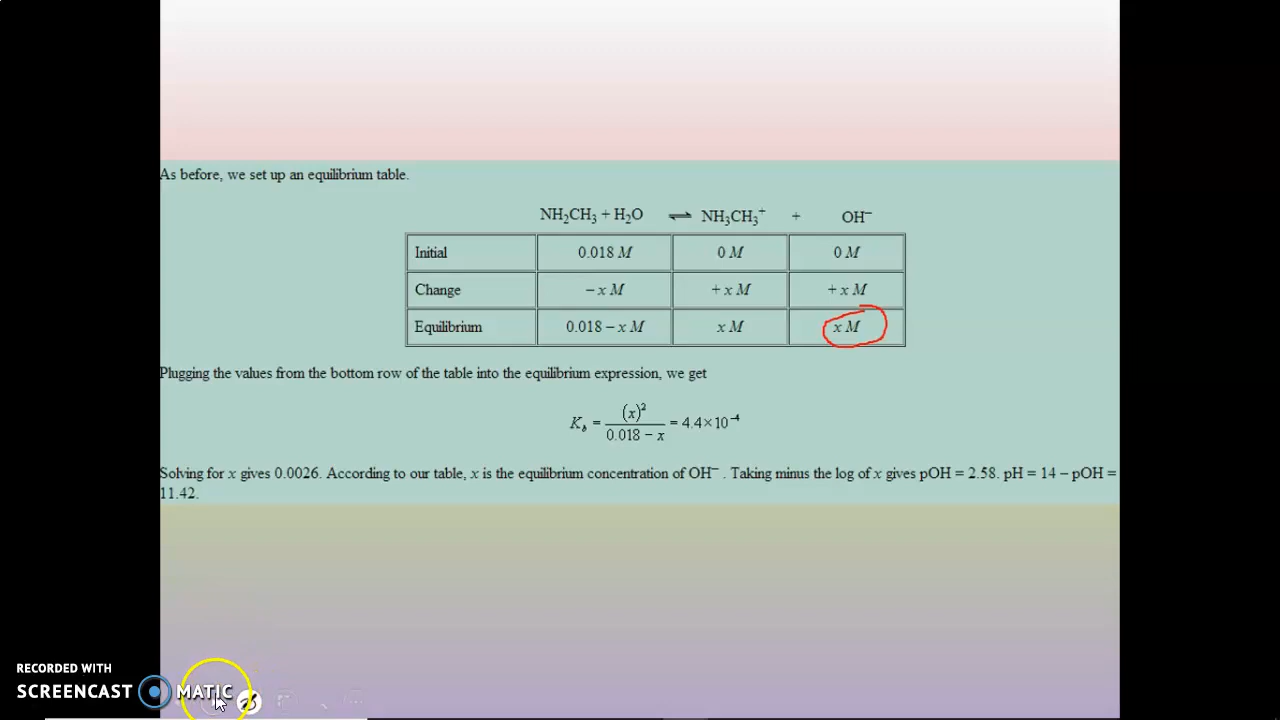 As before, we set up an equilibrium table.
NH₂CH₃ + H₂O ⇌ NH₃CH₃⁺ + OH⁻
Initial 0.018 M 0 M 0 M
Change − x M + x M + x M
Equilibrium 0.018 − x M x M x M
Plugging the values from the bottom row of the table into the equilibrium expression, we get
K_b = (x)² / 0.018 − x = 4.4×10⁻⁴
Solving for x gives 0.0026. According to our table, x is the equilibrium concentration of OH⁻ . Taking minus the log of x gives pOH = 2.58. pH = 14 − pOH =
11.42.
RECORDED WITH
SCREENCAST MATIC